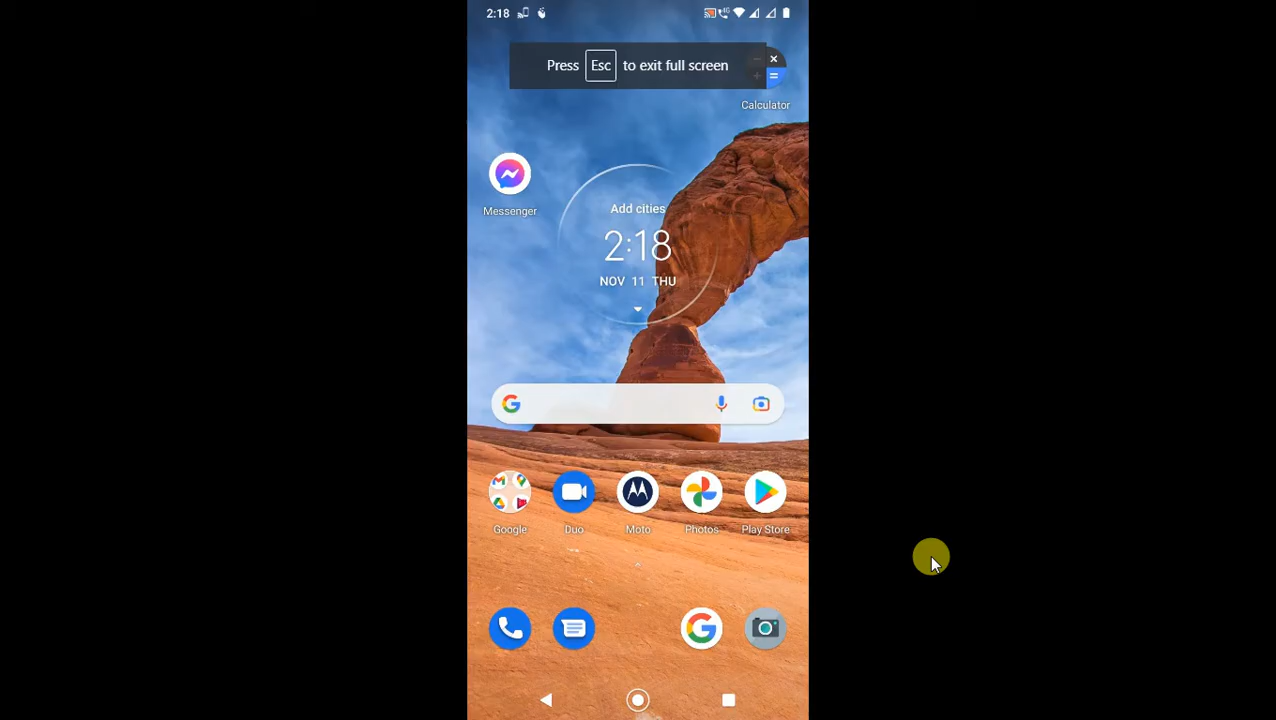 2:18
4G
Press Esc to exit full screen
Calculator
Messenger
Add cities
2:18
NOV 11 THU
Google
Duo
Moto
Photos
Play Store